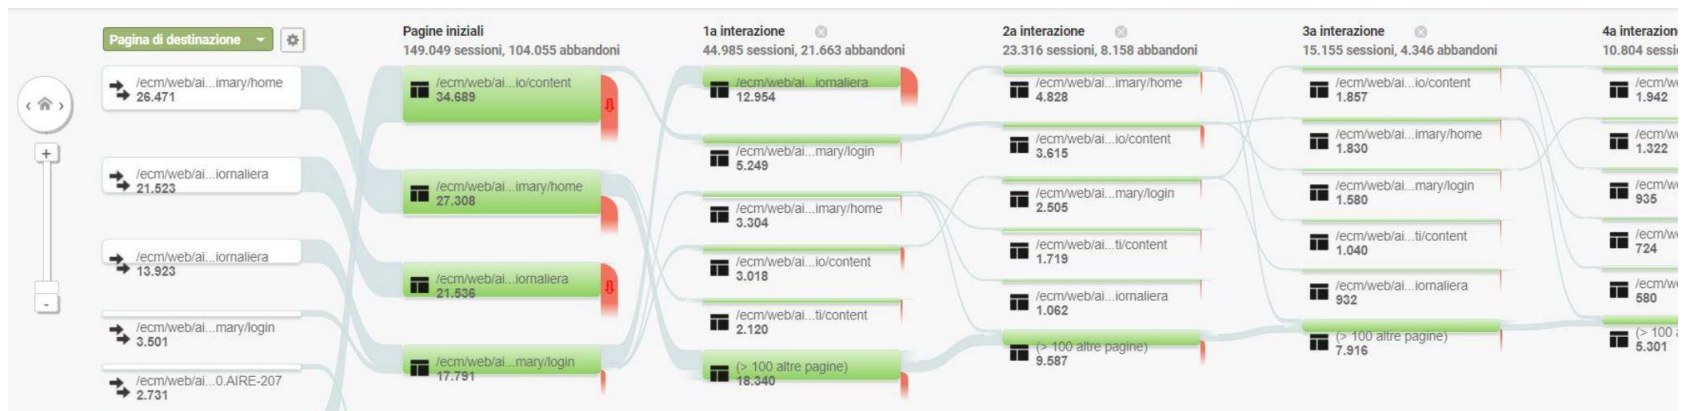 Pagina di destinazione
/ecm/web/ai...imary/home
26.471
/ecm/web/ai...iornaliera
21.523
/ecm/web/ai...iornaliera
13.923
/ecm/web/ai...mary/login
3.501
/ecm/web/ai...0.AIRE-207
2.731
+
-
Pagine iniziali
149.049 sessioni, 104.055 abbandoni
/ecm/web/ai...io/content
34.689
/ecm/web/ai...imary/home
27.308
/ecm/web/ai...iornaliera
21.536
/ecm/web/ai...mary/login
17.791
1a interazione
44.985 sessioni, 21.663 abbandoni
/ecm/web/ai...iornaliera
12.954
/ecm/web/ai...mary/login
5.249
/ecm/web/ai...imary/home
3.304
/ecm/web/ai...io/content
3.018
/ecm/web/ai...ti/content
2.120
(> 100 altre pagine)
18.340
2a interazione
23.316 sessioni, 8.158 abbandoni
/ecm/web/ai...imary/home
4.828
/ecm/web/ai...io/content
3.615
/ecm/web/ai...mary/login
2.505
/ecm/web/ai...ti/content
1.719
/ecm/web/ai...iornaliera
1.062
(> 100 altre pagine)
9.587
3a interazione
15.155 sessioni, 4.346 abbandoni
/ecm/web/ai...io/content
1.857
/ecm/web/ai...imary/home
1.830
/ecm/web/ai...mary/login
1.580
/ecm/web/ai...ti/content
1.040
/ecm/web/ai...iornaliera
932
(> 100 altre pagine)
7.916
4a interazion
10.804 sessi
/ecm/w
1.942
/ecm/w
1.322
/ecm/w
935
/ecm/w
724
/ecm/w
580
(> 100
5.301